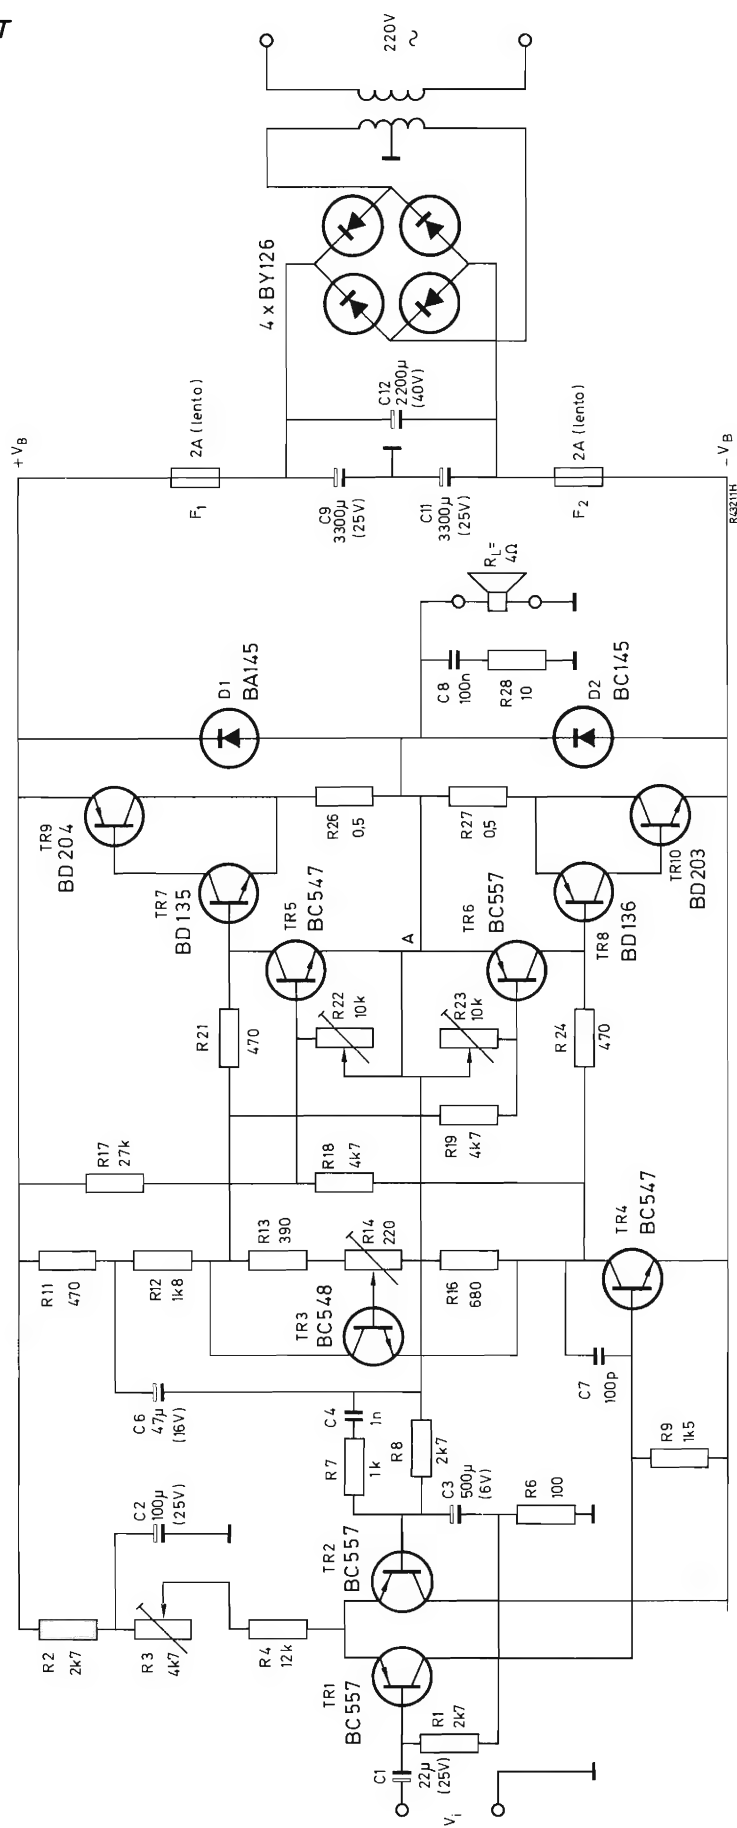 T
220V
~
4 x BY126
C12
2200µ
(40V)
+VB
F1
2A (lento)
C9
3300µ
(25V)
C11
3300µ
(25V)
F2
2A (lento)
-VB
R43211H
RL=
4Ω
C8
100n
R28
10
D1
BA145
D2
BC145
TR9
BD204
R26
0,5
R27
0,5
TR10
BD203
TR7
BD135
TR5
BC547
A
TR6
BC557
TR8
BD136
R21
470
R22
10k
R23
10k
R24
470
R17
27k
R18
4k7
R19
4k7
R11
470
R12
1k8
R13
390
R14
220
R16
680
TR4
BC547
TR3
BC548
C7
100p
C6
47µ
(16V)
C4
1n
R7
1k
R8
2k7
R9
1k5
C2
100µ
(25V)
C3
500µ
(6V)
R6
100
TR2
BC557
R2
2k7
R3
4k7
R4
12k
TR1
BC557
R1
2k7
C1
22µ
(25V)
Vi